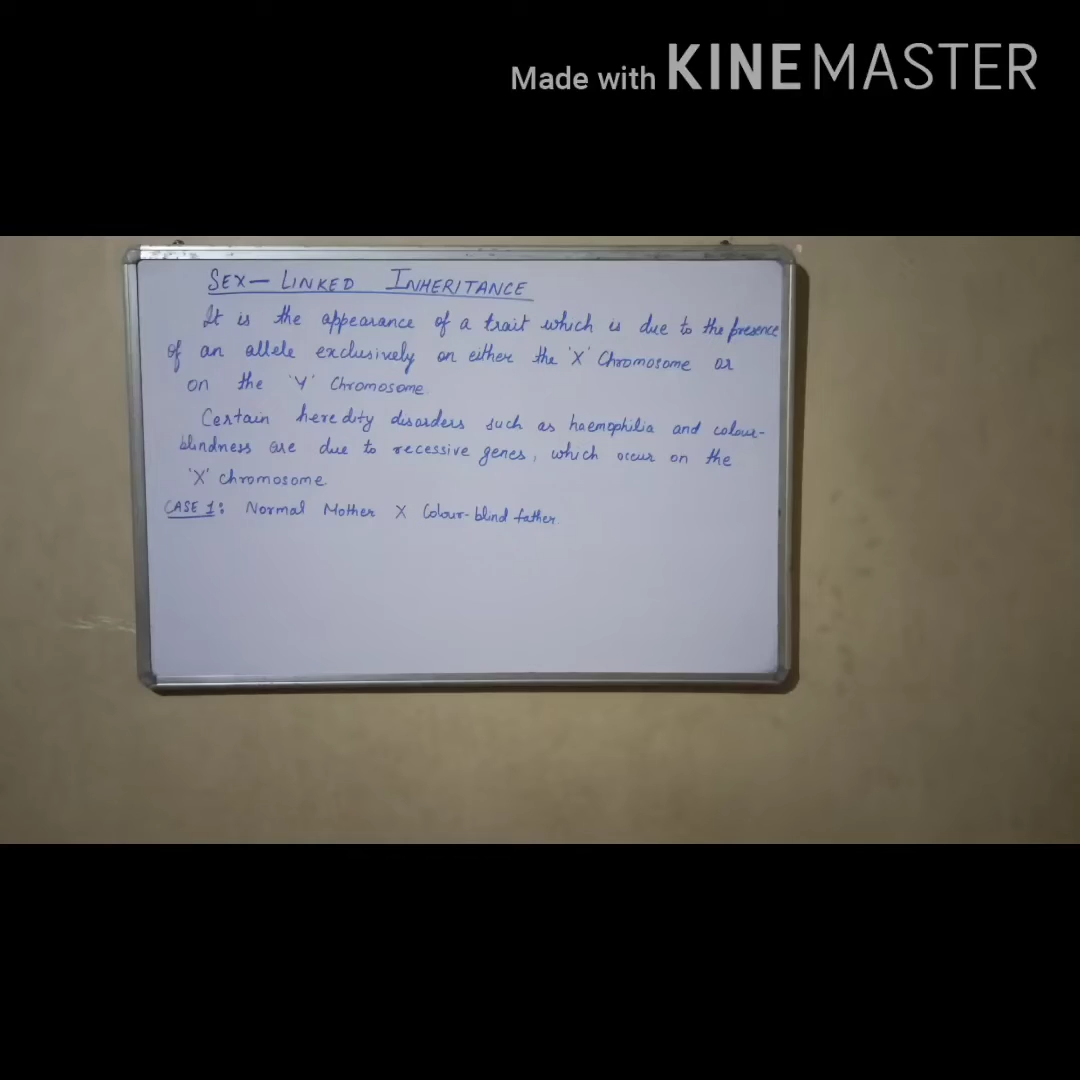 Made with KINEMASTER
SEX- LINKED INHERITANCE
It is the appearance of a trait which is due to the presence
of an allele exclusively on either the 'X' Chromosome or
on the 'Y' Chromosome.
Certain heredity disorders such as haemophilia and colour-
blindness are due to recessive genes, which occur on the
'X' chromosome
CASE 1: Normal Mother X Colour-blind father.